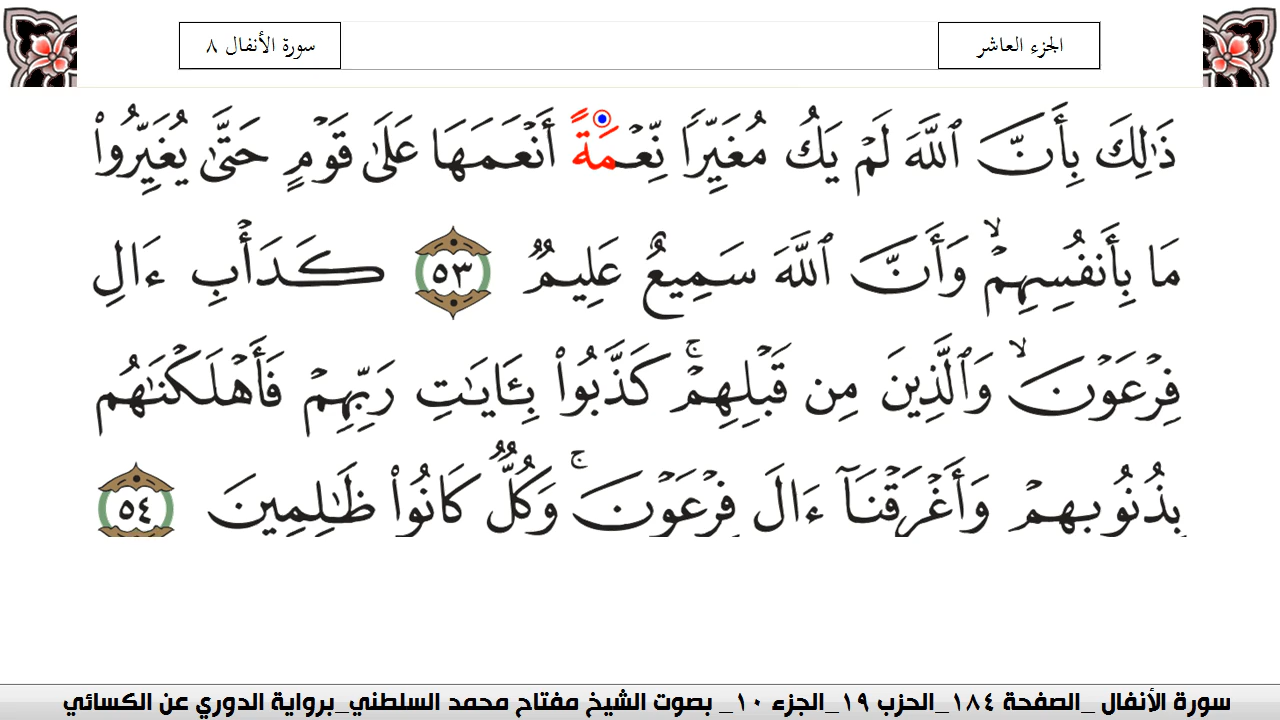 الجزء العاشر
سورة الأنفال ٨
ذَٰلِكَ بِأَنَّ ٱللَّهَ لَمْ يَكُ مُغَيِّرًا نِّعْمَةً أَنْعَمَهَا عَلَىٰ قَوْمٍ حَتَّىٰ يُغَيِّرُوا۟
مَا بِأَنفُسِهِمْ ۙ وَأَنَّ ٱللَّهَ سَمِيعٌ عَلِيمٌ ٥٣ كَدَأْبِ ءَالِ
فِرْعَوْنَ ۙ وَٱلَّذِينَ مِن قَبْلِهِمْ ۚ كَذَّبُوا۟ بِـَٔايَـٰتِ رَبِّهِمْ فَأَهْلَكْنَـٰهُم
بِذُنُوبِهِمْ وَأَغْرَقْنَآ ءَالَ فِرْعَوْنَ ۚ وَكُلٌّ كَانُوا۟ ظَـٰلِمِينَ ٥٤
سورة الأنفال _الصفحة ١٨٤_الحزب ١٩_الجزء ١٠_ بصوت الشيخ مفتاح محمد السلطني_برواية الدوري عن الكسائي